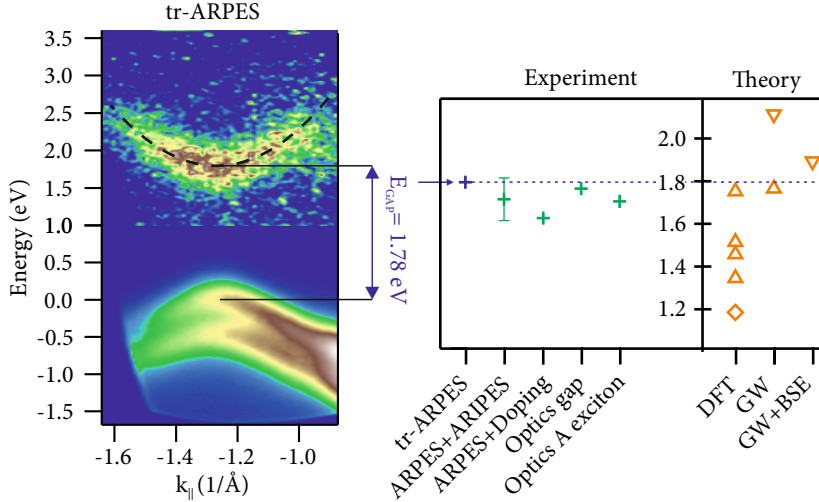 tr-ARPES
3.5
3.0
2.5
2.0
1.5
1.0
0.5
0.0
-0.5
-1.0
-1.5
Energy (eV)
-1.6
-1.4
-1.2
-1.0
k|| (1/Å)
EGAP= 1.78 eV
Experiment
Theory
2.0
1.8
1.6
1.4
1.2
tr-ARPES
ARPES+ARIPES
ARPES+Doping
Optics gap
Optics A exciton
DFT
GW
GW+BSE